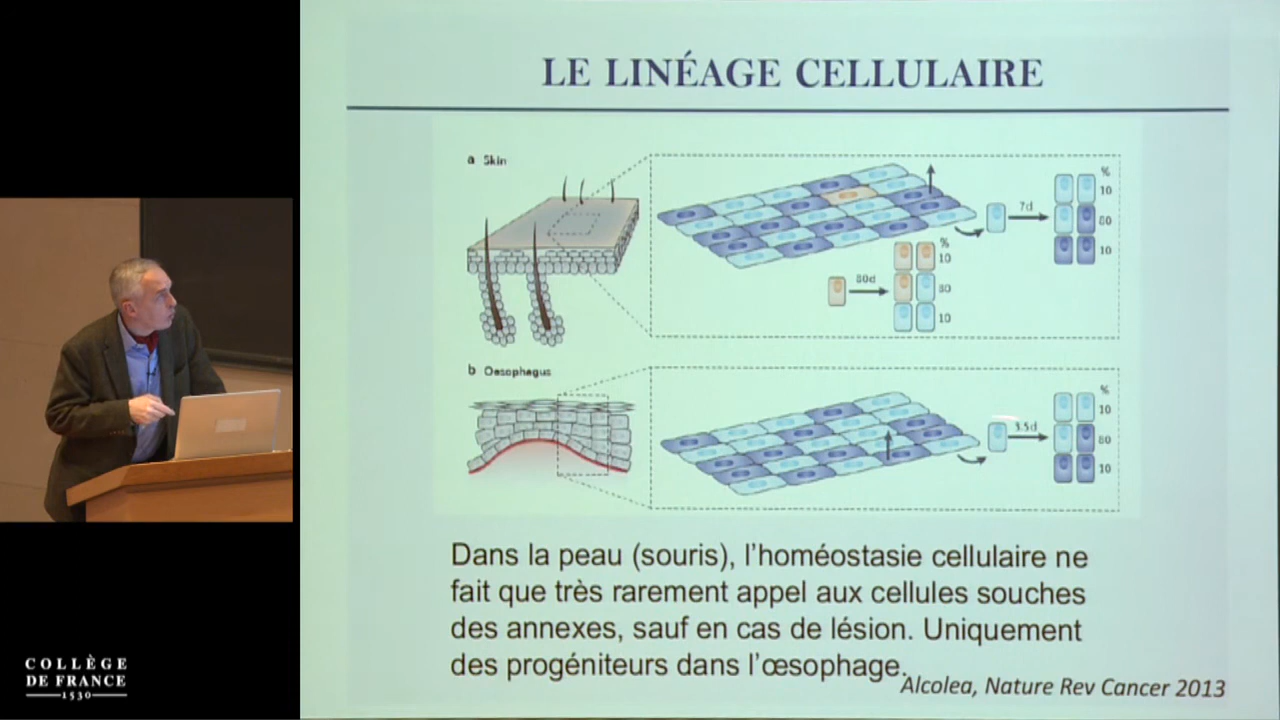 LE LINÉAGE CELLULAIRE
a Skin
7d
%
10
80
10
80d
%
10
80
10
b Oesophagus
3.5d
%
10
80
10
Dans la peau (souris), l’homéostasie cellulaire ne
fait que très rarement appel aux cellules souches
des annexes, sauf en cas de lésion. Uniquement
des progéniteurs dans l’œsophage.
Alcolea, Nature Rev Cancer 2013
COLLÈGE
DE FRANCE
1530